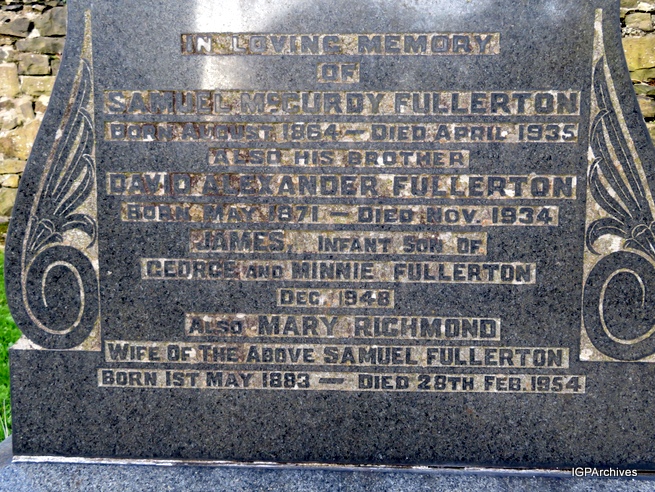 IN LOVING MEMORY
OF
SAMUEL McCURDY FULLERTON
BORN AUGUST 1864 — DIED APRIL 1935
ALSO HIS BROTHER
DAVID ALEXANDER FULLERTON
BORN MAY 1871 — DIED NOV. 1934
JAMES, INFANT SON OF
GEORGE AND MINNIE FULLERTON
DEC. 1948
ALSO MARY RICHMOND
WIFE OF THE ABOVE SAMUEL FULLERTON
BORN 1ST MAY 1883 — DIED 28TH FEB. 1954
IGPArchives